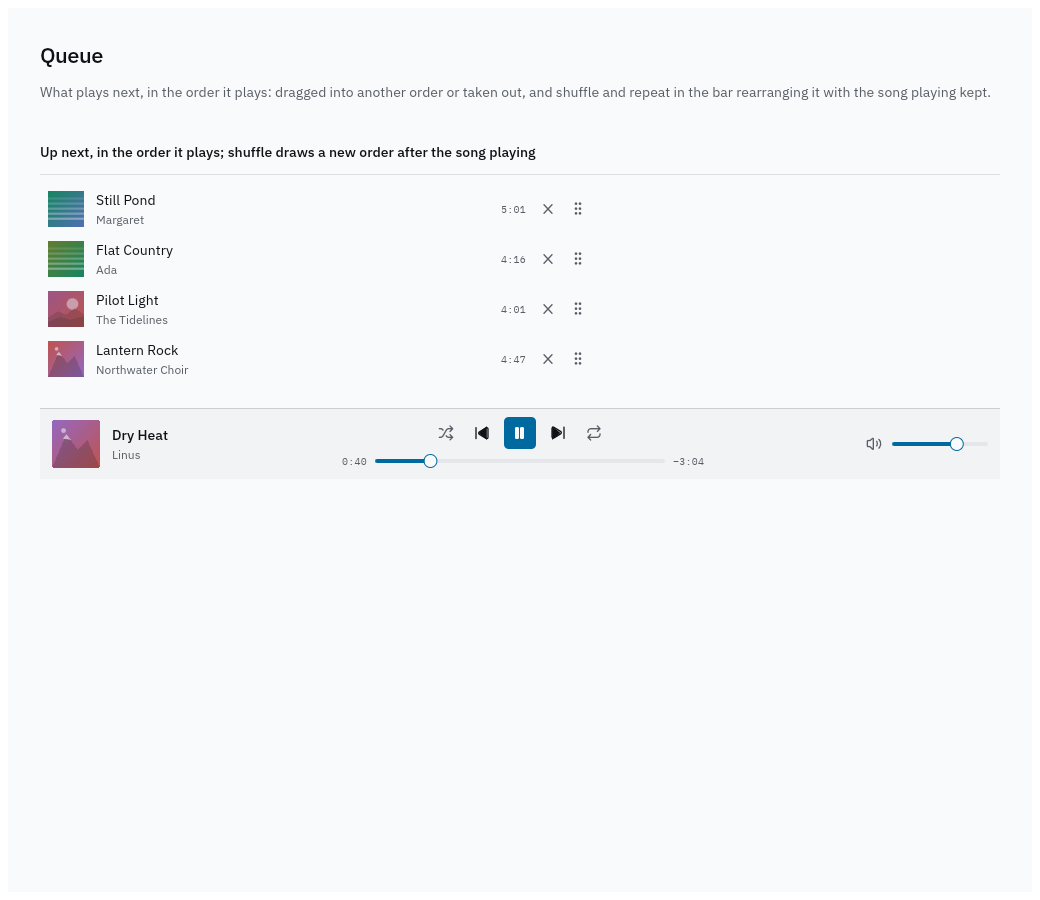 Queue
What plays next, in the order it plays: dragged into another order or taken out, and shuffle and repeat in the bar rearranging it with the song playing kept.
Up next, in the order it plays; shuffle draws a new order after the song playing
Still Pond
Margaret
5:01
Flat Country
Ada
4:16
Pilot Light
The Tidelines
4:01
Lantern Rock
Northwater Choir
4:47
Dry Heat
Linus
0:40
−3:04